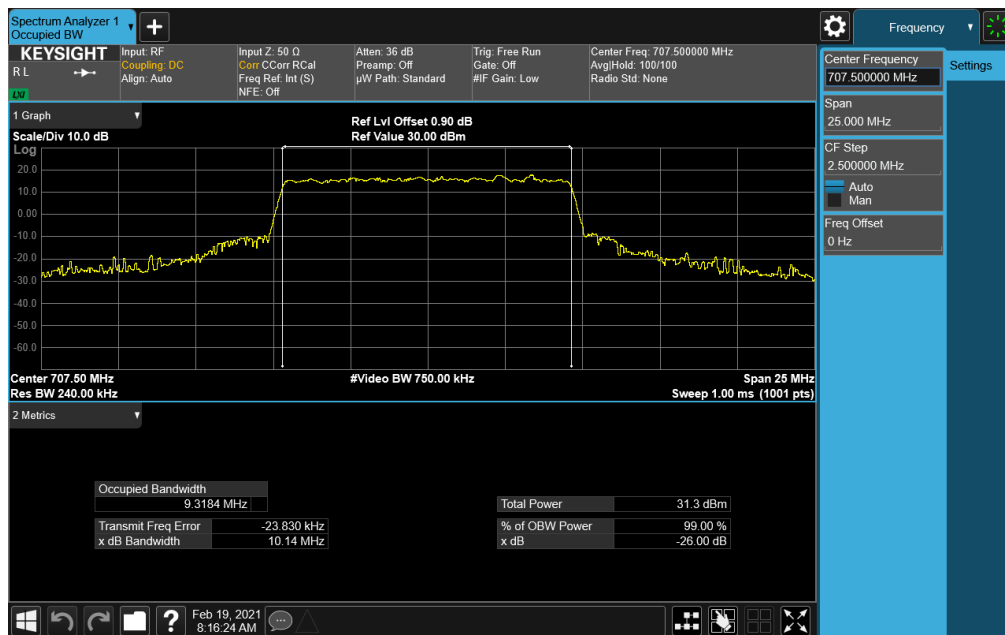 Spectrum Analyzer 1
Occupied BW
+
Frequency
KEYSIGHT
R L
LXI
Input: RF
Coupling: DC
Align: Auto
Input Z: 50 Ω
Corr CCorr RCal
Freq Ref: Int (S)
NFE: Off
Atten: 36 dB
Preamp: Off
µW Path: Standard
Trig: Free Run
Gate: Off
#IF Gain: Low
Center Freq: 707.500000 MHz
Avg|Hold: 100/100
Radio Std: None
Center Frequency
707.500000 MHz
Settings
Span
25.000 MHz
CF Step
2.500000 MHz
Auto
Man
Freq Offset
0 Hz
1 Graph
Scale/Div 10.0 dB
Ref Lvl Offset 0.90 dB
Ref Value 30.00 dBm
Log
20.0
10.0
0.00
-10.0
-20.0
-30.0
-40.0
-50.0
-60.0
Center 707.50 MHz
#Video BW 750.00 kHz
Span 25 MHz
Res BW 240.00 kHz
Sweep 1.00 ms (1001 pts)
2 Metrics
Occupied Bandwidth
9.3184 MHz
Total Power 31.3 dBm
Transmit Freq Error -23.830 kHz
% of OBW Power 99.00 %
x dB Bandwidth 10.14 MHz
x dB -26.00 dB
?
Feb 19, 2021
8:16:24 AM